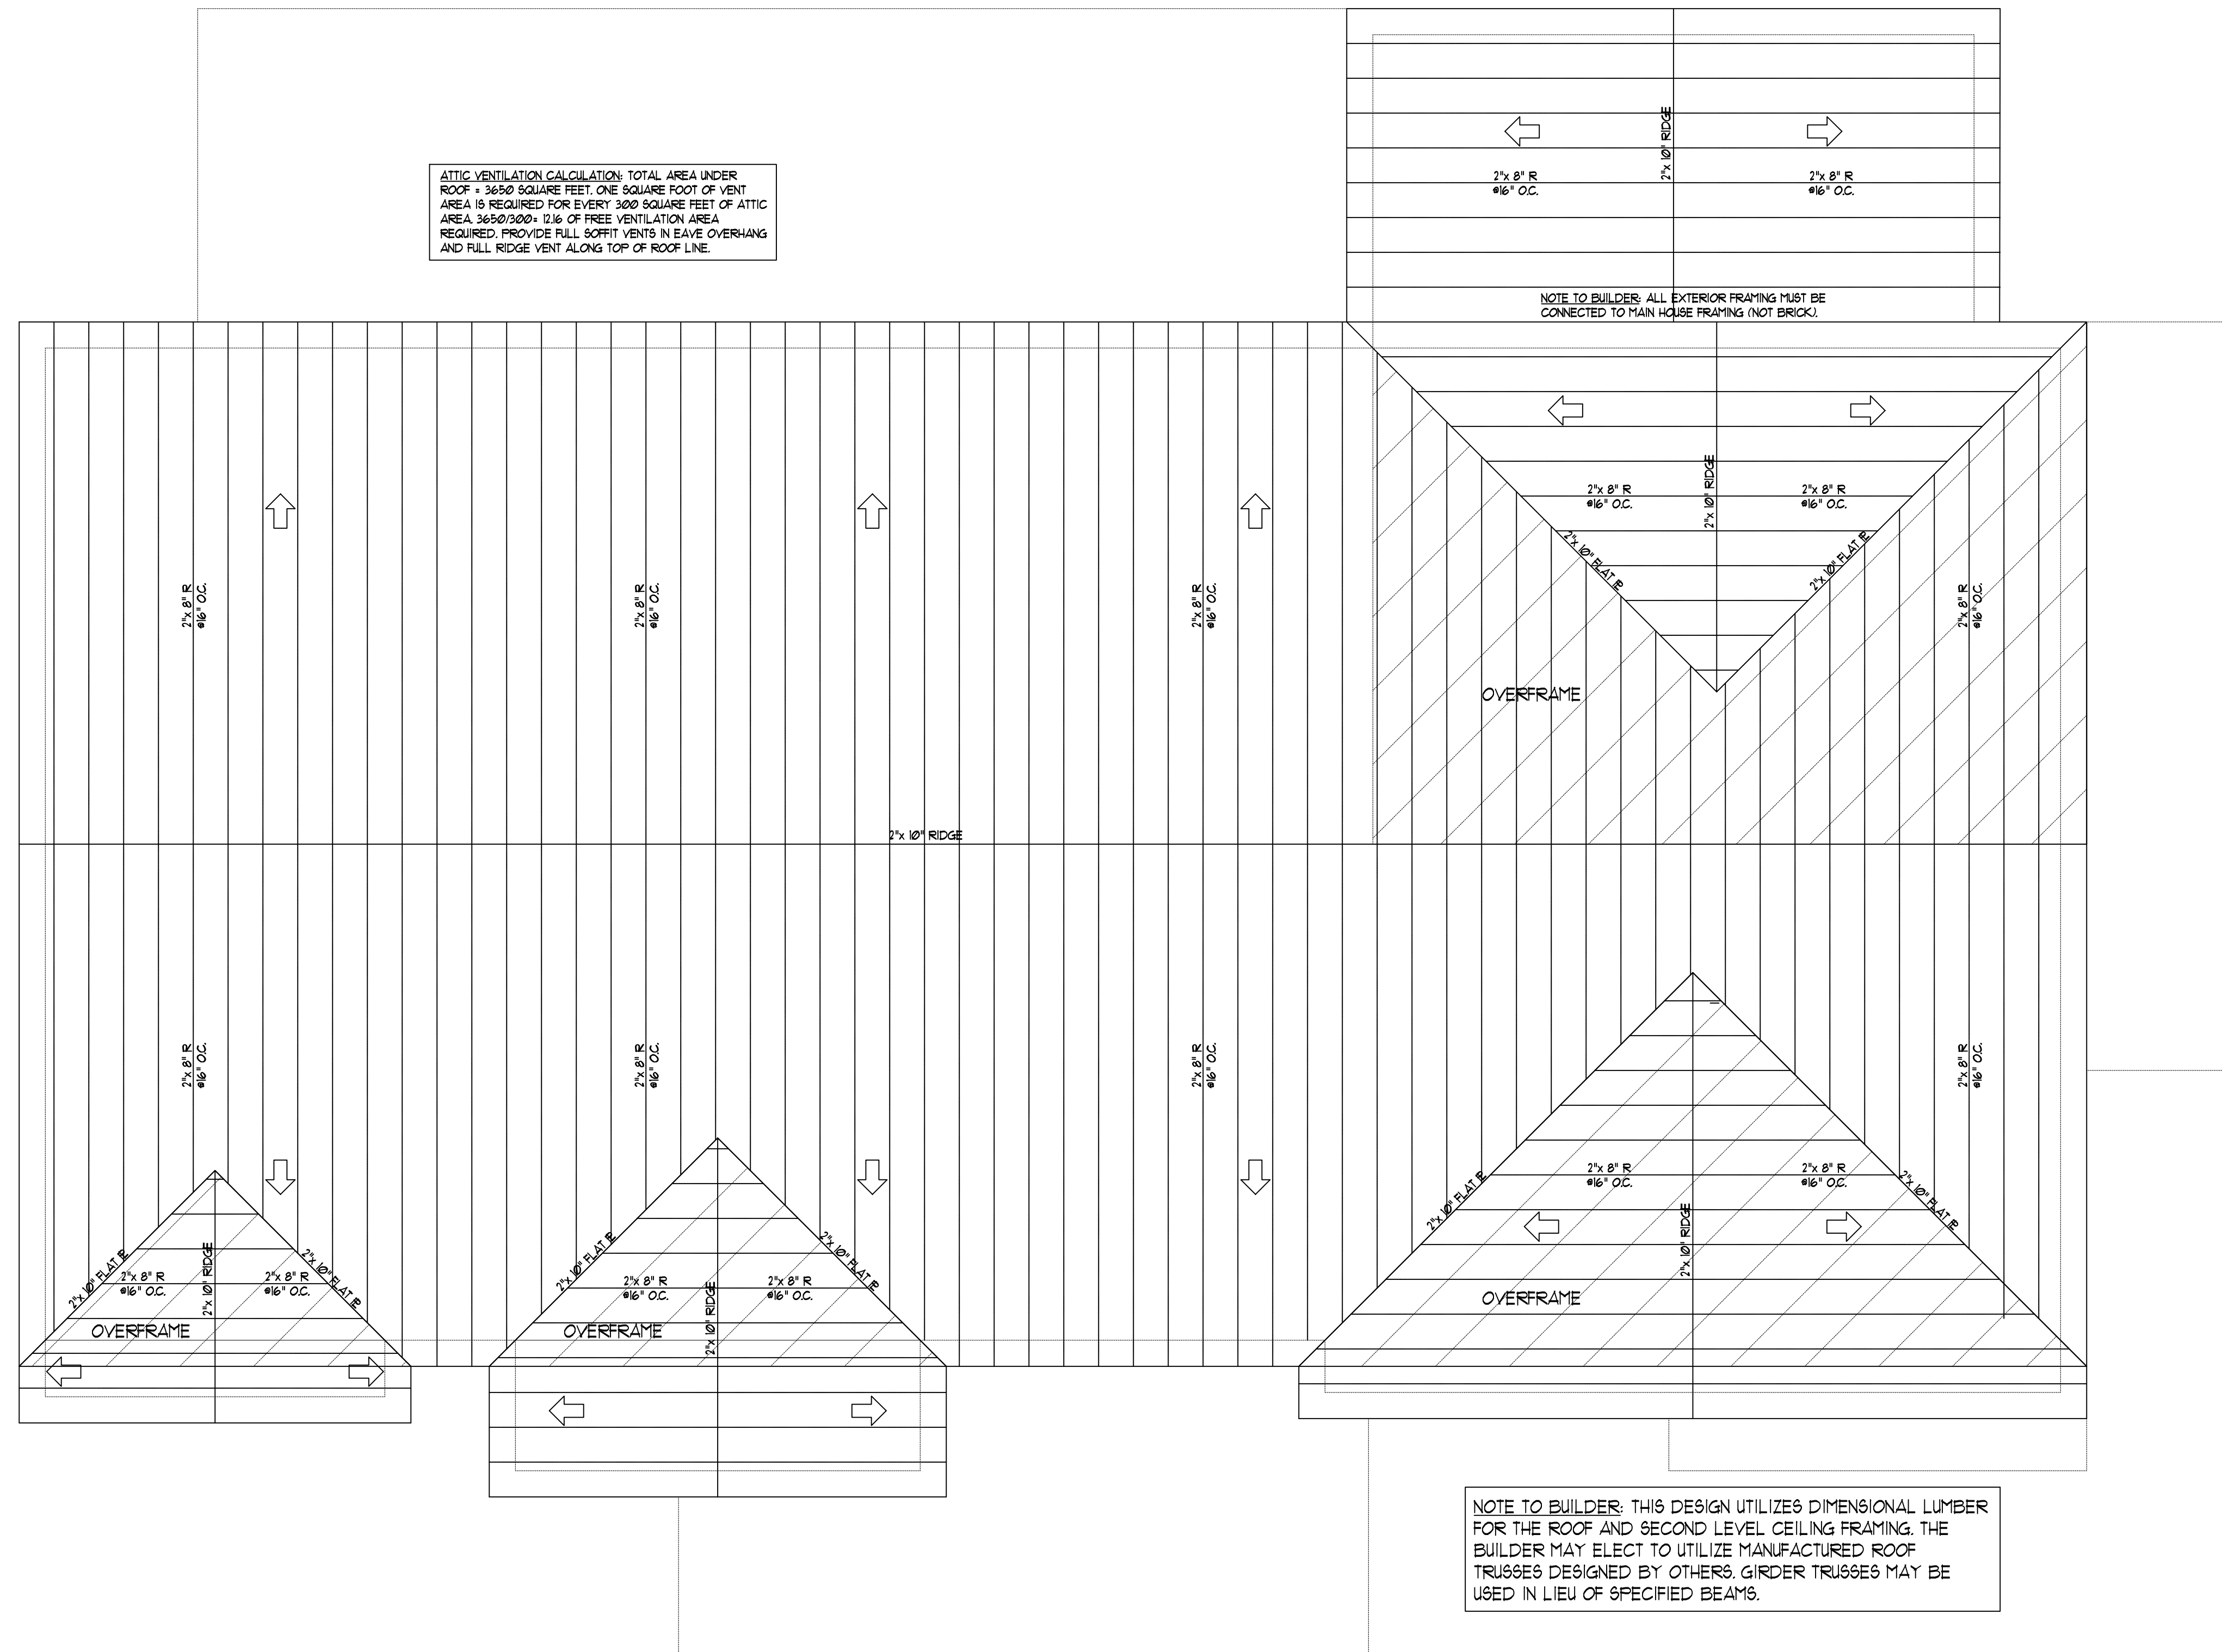 2"x 10" RIDGE
2"x 8" R
@16" O.C.
2"x 8" R
@16" O.C.
ATTIC VENTILATION CALCULATION: TOTAL AREA UNDER
ROOF = 3650 SQUARE FEET. ONE SQUARE FOOT OF VENT
AREA IS REQUIRED FOR EVERY 300 SQUARE FEET OF ATTIC
AREA. 3650/300= 12.16 OF FREE VENTILATION AREA
REQUIRED. PROVIDE FULL SOFFIT VENTS IN EAVE OVERHANG
AND FULL RIDGE VENT ALONG TOP OF ROOF LINE.
NOTE TO BUILDER: ALL EXTERIOR FRAMING MUST BE
CONNECTED TO MAIN HOUSE FRAMING (NOT BRICK).
2"x 10" RIDGE
2"x 8" R
@16" O.C.
2"x 8" R
@16" O.C.
2"x 10" FLAT P
2"x 10" FLAT P
2"x 8" R
@16" O.C.
2"x 8" R
@16" O.C.
2"x 8" R
@16" O.C.
2"x 8" R
@16" O.C.
OVERFRAME
2"x 10" RIDGE
2"x 8" R
@16" O.C.
2"x 8" R
@16" O.C.
2"x 8" R
@16" O.C.
2"x 8" R
@16" O.C.
2"x 10" FLAT P
2"x 8" R
@16" O.C.
2"x 10" RIDGE
2"x 8" R
@16" O.C.
2"x 10" FLAT P
OVERFRAME
2"x 10" FLAT P
2"x 8" R
@16" O.C.
2"x 10" RIDGE
2"x 8" R
@16" O.C.
2"x 10" FLAT P
OVERFRAME
2"x 10" FLAT P
2"x 8" R
@16" O.C.
2"x 10" RIDGE
2"x 8" R
@16" O.C.
2"x 10" FLAT P
OVERFRAME
NOTE TO BUILDER: THIS DESIGN UTILIZES DIMENSIONAL LUMBER
FOR THE ROOF AND SECOND LEVEL CEILING FRAMING. THE
BUILDER MAY ELECT TO UTILIZE MANUFACTURED ROOF
TRUSSES DESIGNED BY OTHERS. GIRDER TRUSSES MAY BE
USED IN LIEU OF SPECIFIED BEAMS.